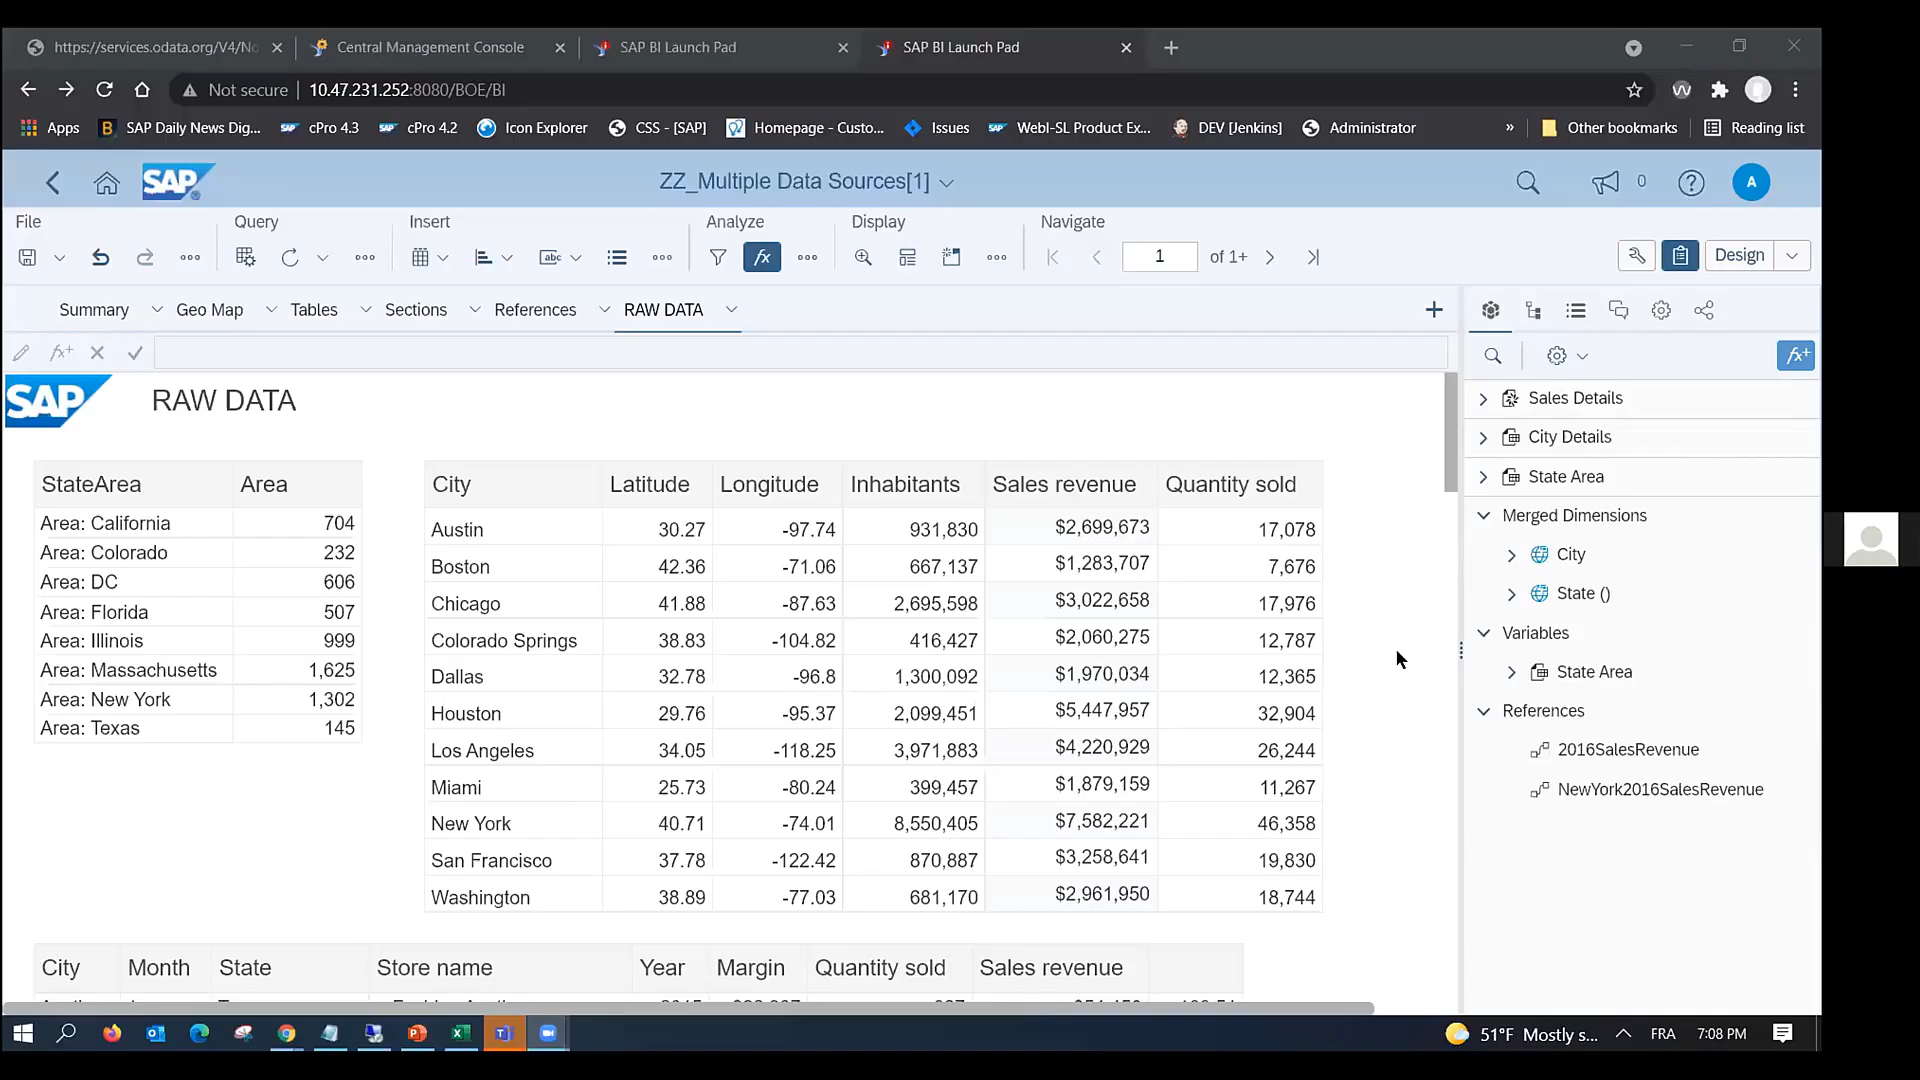 https://services.odata.org/V4/No
Central Management Console
SAP BI Launch Pad
SAP BI Launch Pad
Not secure | 10.47.231.252:8080/BOE/BI
Apps
SAP Daily News Dig...
cPro 4.3
cPro 4.2
Icon Explorer
CSS - [SAP]
Homepage - Custo...
Issues
WebI-SL Product Ex...
DEV [Jenkins]
Administrator
»
Other bookmarks
Reading list
SAP
ZZ_Multiple Data Sources[1]
0
A
File Query Insert Analyze Display Navigate
abc fx 1 of 1+ Design
Summary Geo Map Tables Sections References RAW DATA
fx+
fx+
SAP RAW DATA
StateArea Area
Area: California 704
Area: Colorado 232
Area: DC 606
Area: Florida 507
Area: Illinois 999
Area: Massachusetts 1,625
Area: New York 1,302
Area: Texas 145
City Latitude Longitude Inhabitants Sales revenue Quantity sold
Austin 30.27 -97.74 931,830 $2,699,673 17,078
Boston 42.36 -71.06 667,137 $1,283,707 7,676
Chicago 41.88 -87.63 2,695,598 $3,022,658 17,976
Colorado Springs 38.83 -104.82 416,427 $2,060,275 12,787
Dallas 32.78 -96.8 1,300,092 $1,970,034 12,365
Houston 29.76 -95.37 2,099,451 $5,447,957 32,904
Los Angeles 34.05 -118.25 3,971,883 $4,220,929 26,244
Miami 25.73 -80.24 399,457 $1,879,159 11,267
New York 40.71 -74.01 8,550,405 $7,582,221 46,358
San Francisco 37.78 -122.42 870,887 $3,258,641 19,830
Washington 38.89 -77.03 681,170 $2,961,950 18,744
City Month State Store name Year Margin Quantity sold Sales revenue
Sales Details
City Details
State Area
Merged Dimensions
City
State ()
Variables
State Area
References
2016SalesRevenue
NewYork2016SalesRevenue
51°F Mostly s...
FRA
7:08 PM